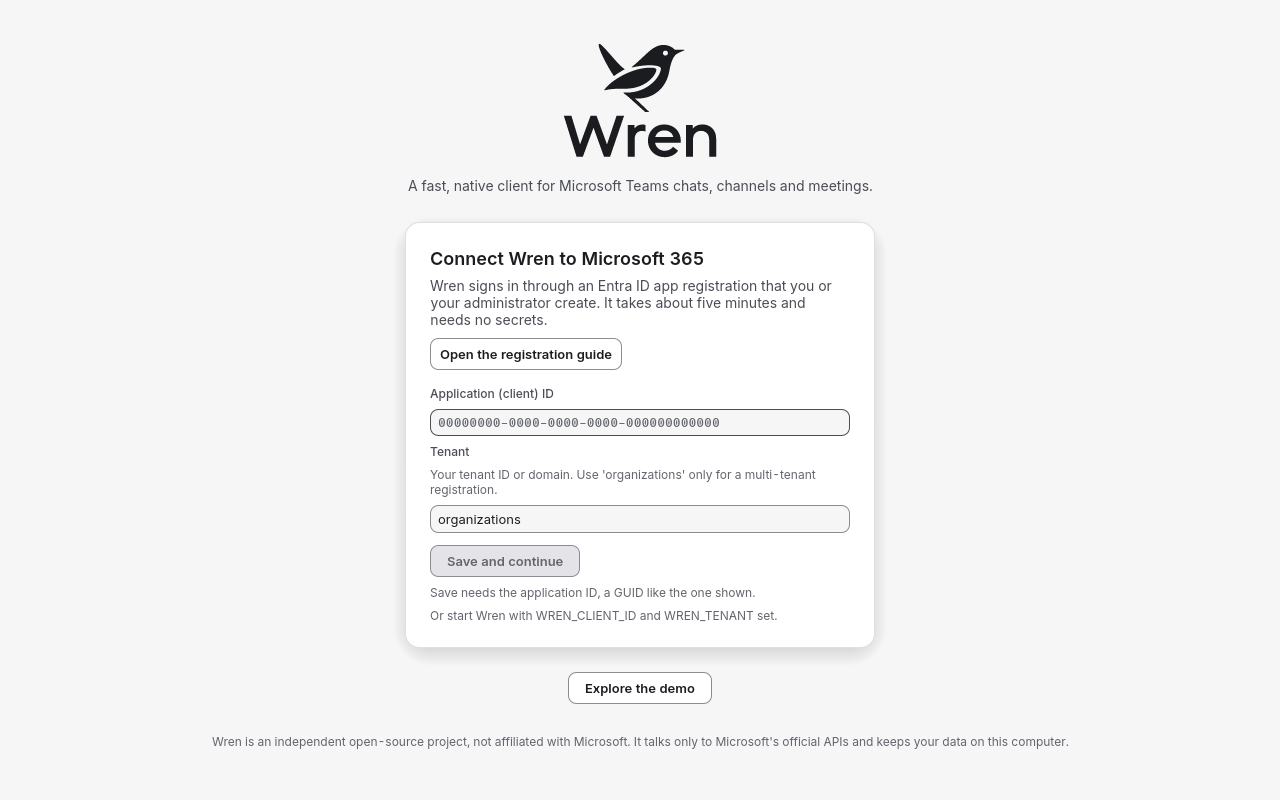 Wren
A fast, native client for Microsoft Teams chats, channels and meetings.
Connect Wren to Microsoft 365
Wren signs in through an Entra ID app registration that you or
your administrator create. It takes about five minutes and
needs no secrets.
Open the registration guide
Application (client) ID
00000000-0000-0000-0000-000000000000
Tenant
Your tenant ID or domain. Use 'organizations' only for a multi-tenant
registration.
organizations
Save and continue
Save needs the application ID, a GUID like the one shown.
Or start Wren with WREN_CLIENT_ID and WREN_TENANT set.
Explore the demo
Wren is an independent open-source project, not affiliated with Microsoft. It talks only to Microsoft's official APIs and keeps your data on this computer.